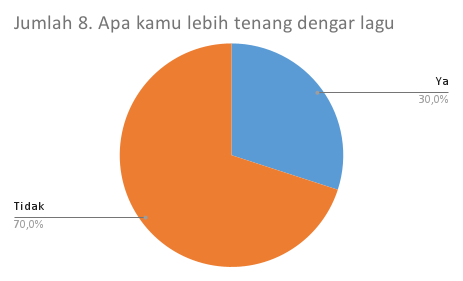 Jumlah 8. Apa kamu lebih tenang dengar lagu
Ya
30,0%
Tidak
70,0%